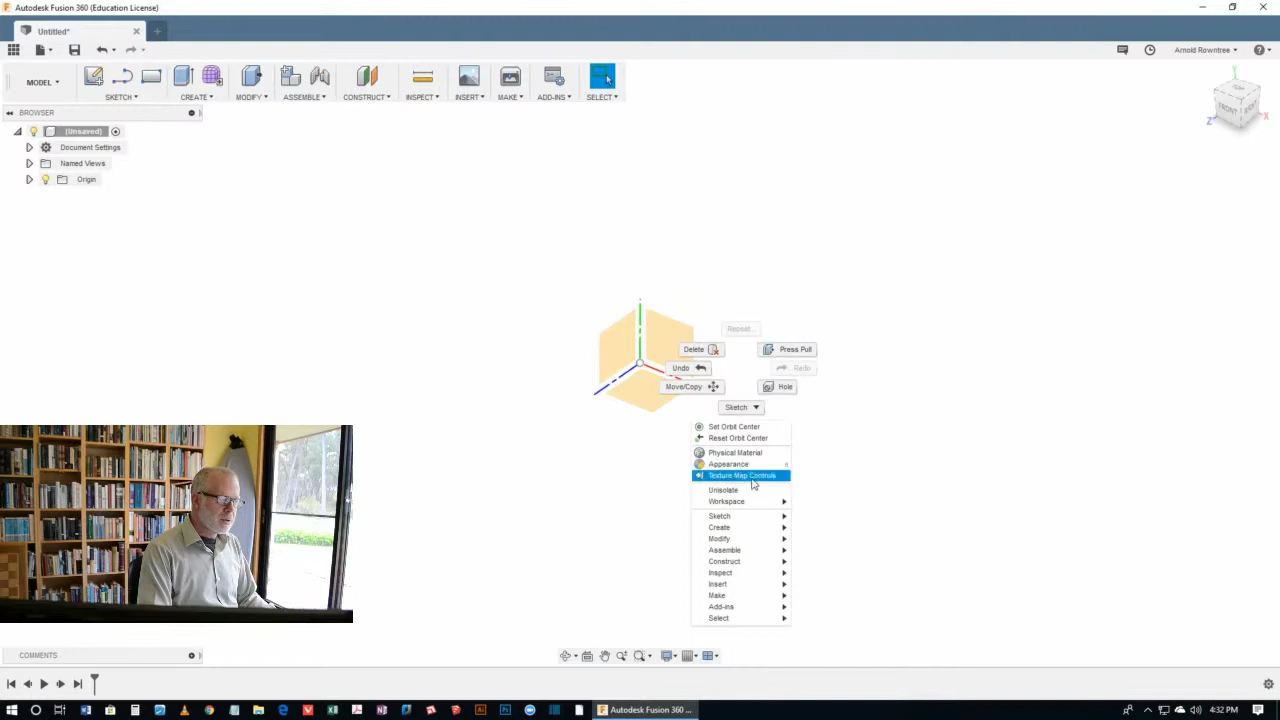 Autodesk Fusion 360 (Education License)
Untitled*
Arnold Rowntree
MODEL
SKETCH
CREATE
MODIFY
ASSEMBLE
CONSTRUCT
INSPECT
INSERT
MAKE
ADD-INS
SELECT
TOP
FRONT
RIGHT
Y
Z
X
BROWSER
(Unsaved)
Document Settings
Named Views
Origin
Repeat...
Delete
Press Pull
Undo
Redo
Move/Copy
Hole
Sketch
Set Orbit Center
Reset Orbit Center
Physical Material
Appearance a
Texture Map Controls
Unisolate
Workspace
Sketch
Create
Modify
Assemble
Construct
Inspect
Insert
Make
Add-ins
Select
COMMENTS
Autodesk Fusion 360 ...
4:32 PM